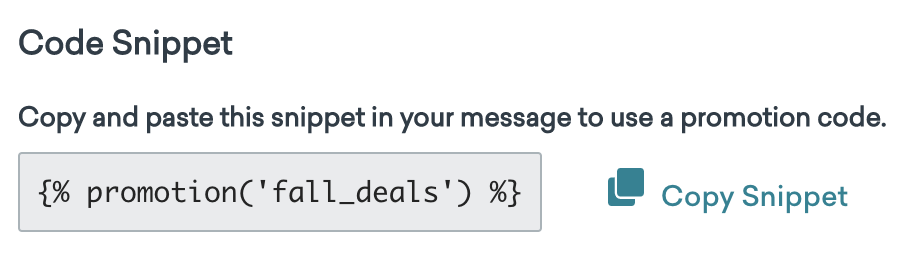 Code Snippet
Copy and paste this snippet in your message to use a promotion code.
{% promotion('fall_deals') %}
Copy Snippet